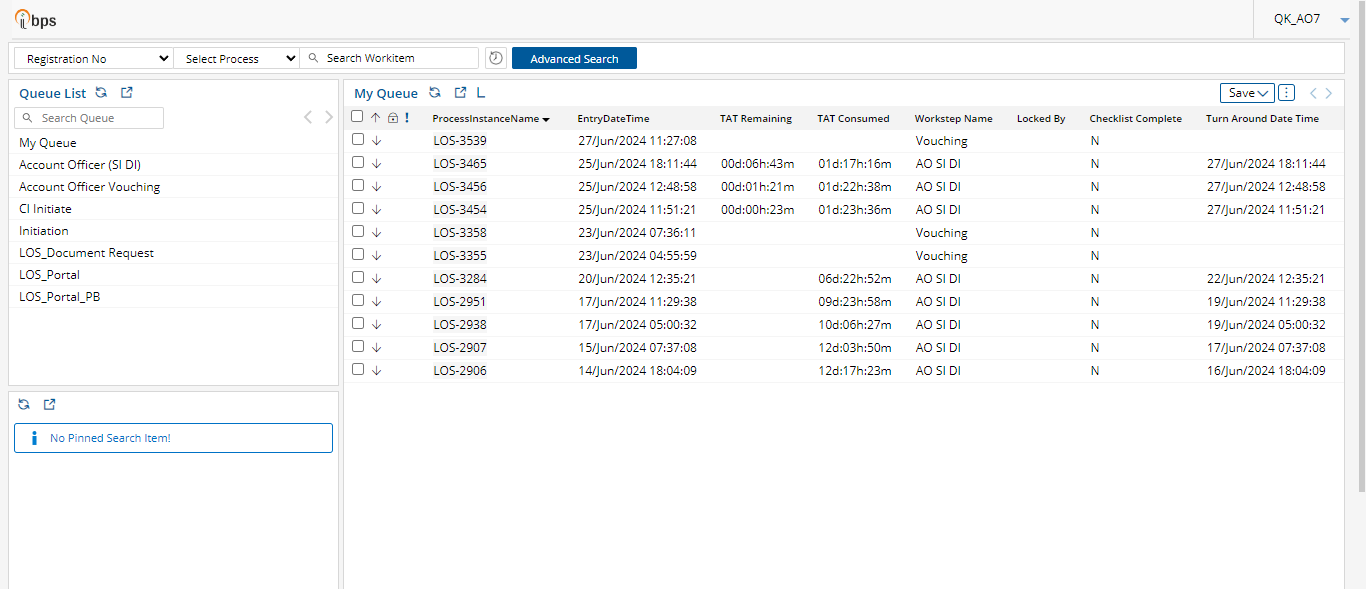 ibps
QK_AO7
Registration No Select Process Search Workitem Advanced Search
Queue List
Search Queue
My Queue
Account Officer (SI DI)
Account Officer Vouching
CI Initiate
Initiation
LOS_Document Request
LOS_Portal
LOS_Portal_PB
No Pinned Search Item!
My Queue L Save
ProcessInstanceName EntryDateTime TAT Remaining TAT Consumed Workstep Name Locked By Checklist Complete Turn Around Date Time
LOS-3539 27/Jun/2024 11:27:08 Vouching N
LOS-3465 25/Jun/2024 18:11:44 00d:06h:43m 01d:17h:16m AO SI DI N 27/Jun/2024 18:11:44
LOS-3456 25/Jun/2024 12:48:58 00d:01h:21m 01d:22h:38m AO SI DI N 27/Jun/2024 12:48:58
LOS-3454 25/Jun/2024 11:51:21 00d:00h:23m 01d:23h:36m AO SI DI N 27/Jun/2024 11:51:21
LOS-3358 23/Jun/2024 07:36:11 Vouching N
LOS-3355 23/Jun/2024 04:55:59 Vouching N
LOS-3284 20/Jun/2024 12:35:21 06d:22h:52m AO SI DI N 22/Jun/2024 12:35:21
LOS-2951 17/Jun/2024 11:29:38 09d:23h:58m AO SI DI N 19/Jun/2024 11:29:38
LOS-2938 17/Jun/2024 05:00:32 10d:06h:27m AO SI DI N 19/Jun/2024 05:00:32
LOS-2907 15/Jun/2024 07:37:08 12d:03h:50m AO SI DI N 17/Jun/2024 07:37:08
LOS-2906 14/Jun/2024 18:04:09 12d:17h:23m AO SI DI N 16/Jun/2024 18:04:09